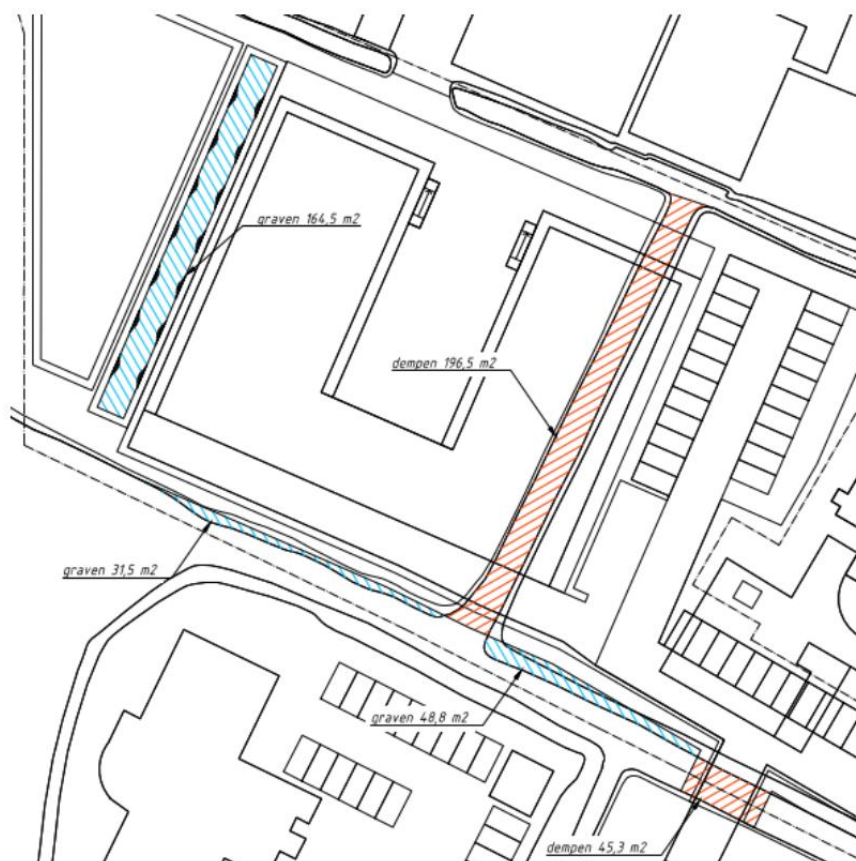 graven 164,5 m2
dempen 196,5 m2
graven 31,5 m2
graven 48,8 m2
dempen 45,3 m2